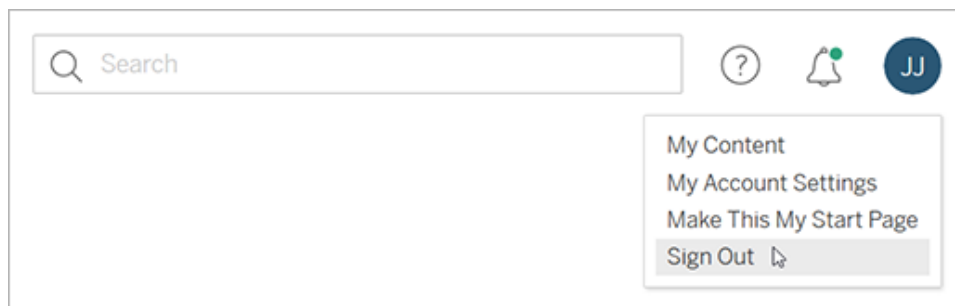 Search
?
JJ
My Content
My Account Settings
Make This My Start Page
Sign Out